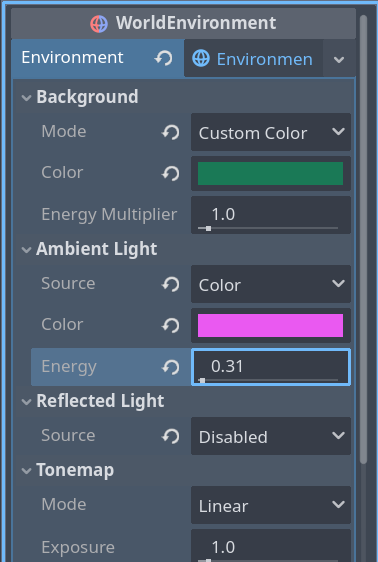 WorldEnvironment
Environment Environmen
Background
Mode Custom Color
Color
Energy Multiplier 1.0
Ambient Light
Source Color
Color
Energy 0.31
Reflected Light
Source Disabled
Tonemap
Mode Linear
Exposure 1.0